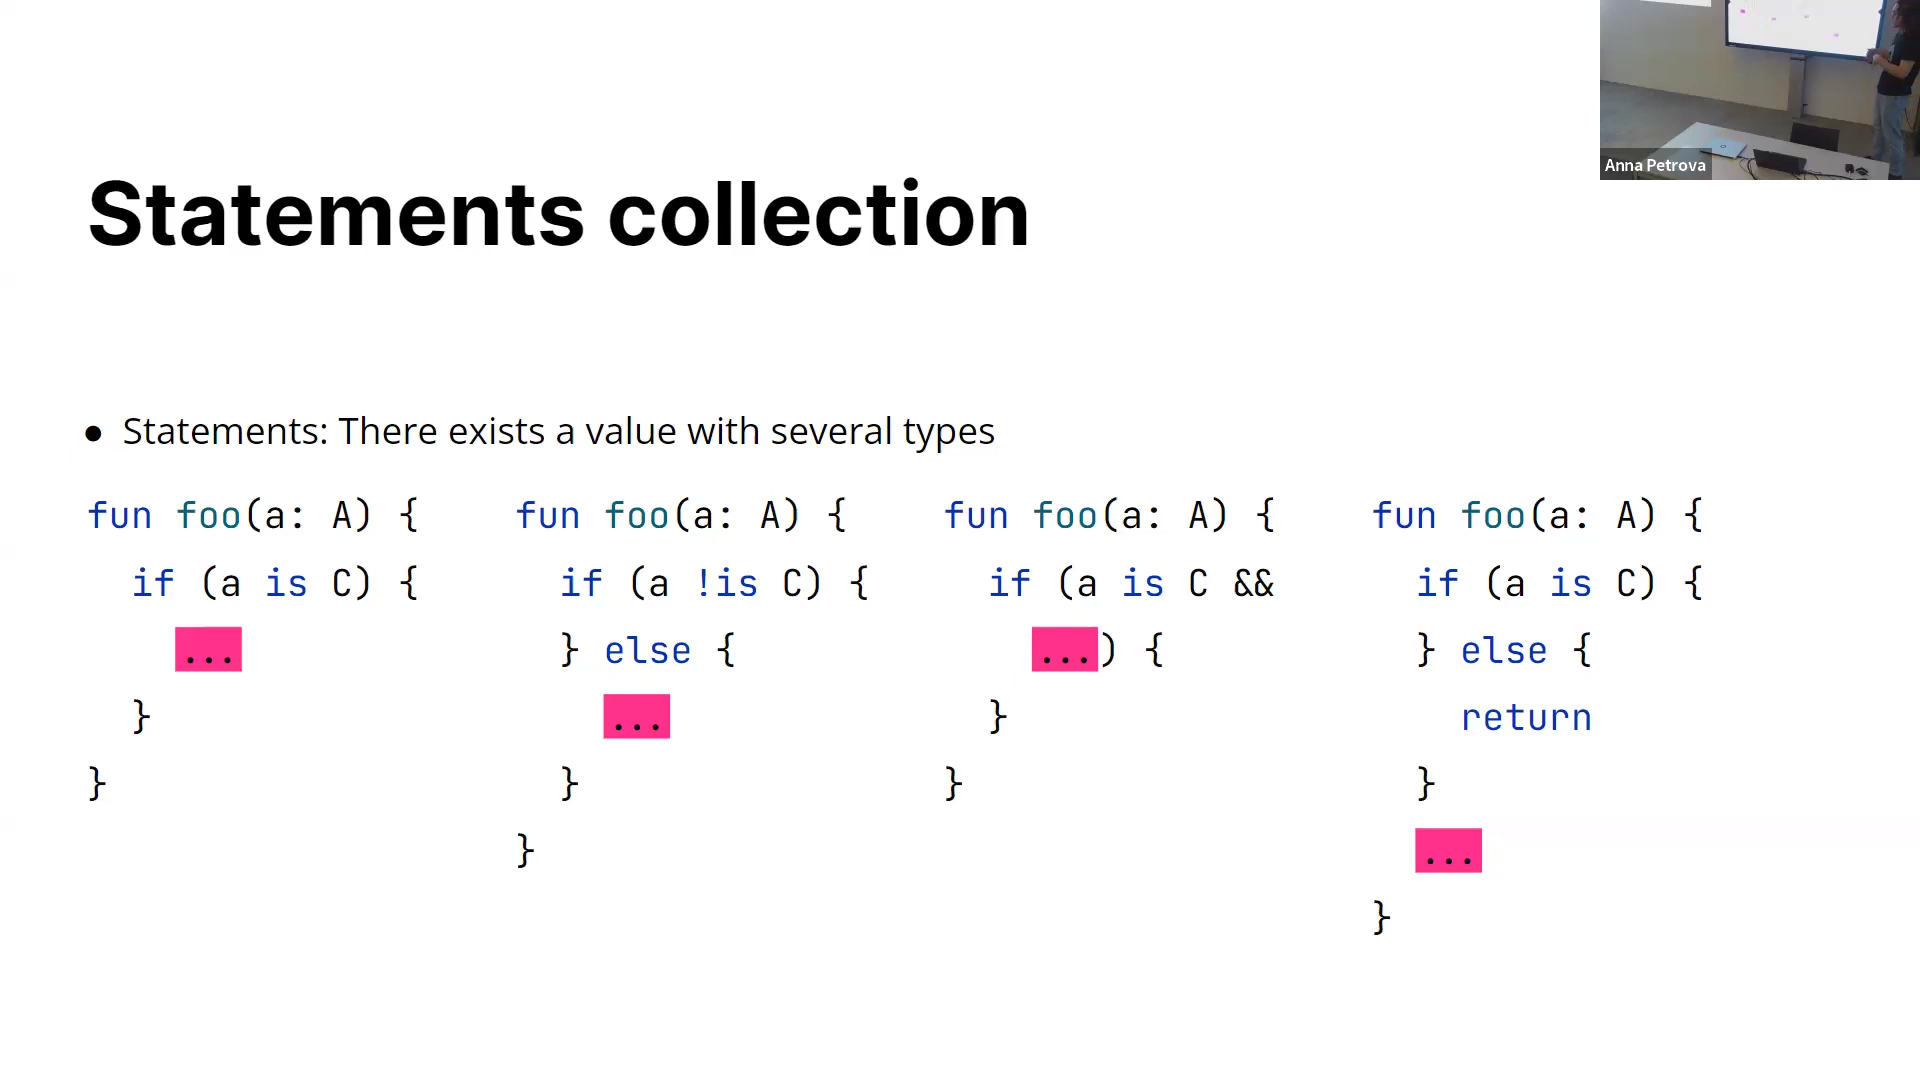 Anna Petrova
Statements collection
● Statements: There exists a value with several types
fun foo(a: A) {
  if (a is C) {
    ...
  }
}
fun foo(a: A) {
  if (a !is C) {
  } else {
    ...
  }
}
fun foo(a: A) {
  if (a is C &&
    ...) {
  }
}
fun foo(a: A) {
  if (a is C) {
  } else {
    return
  }
  ...
}